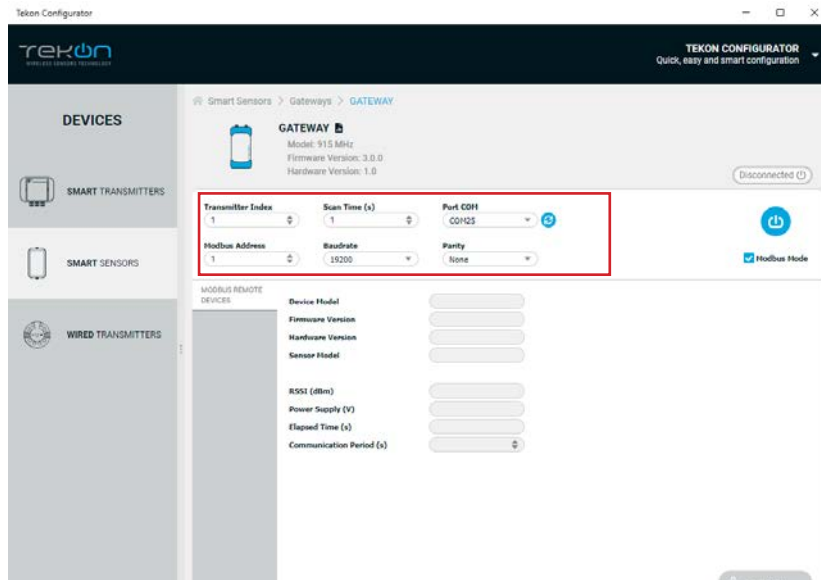 Tekon Configurator
TEKON
WIRELESS SENSORS TECHNOLOGY
TEKON CONFIGURATOR
Quick, easy and smart configuration
DEVICES
SMART TRANSMITTERS
SMART SENSORS
WIRED TRANSMITTERS
Smart Sensors > Gateways > GATEWAY
GATEWAY
Model: 915 MHz
Firmware Version: 3.0.0
Hardware Version: 1.0
Disconnected
Transmitter Index Scan Time (s) Port COM
1 1 COM25
Modbus Address Baudrate Parity
1 19200 None
Modbus Mode
MODBUS REMOTE
DEVICES
Device Model
Firmware Version
Hardware Version
Sensor Model
RSSI (dBm)
Power Supply (V)
Elapsed Time (s)
Communication Period (s)